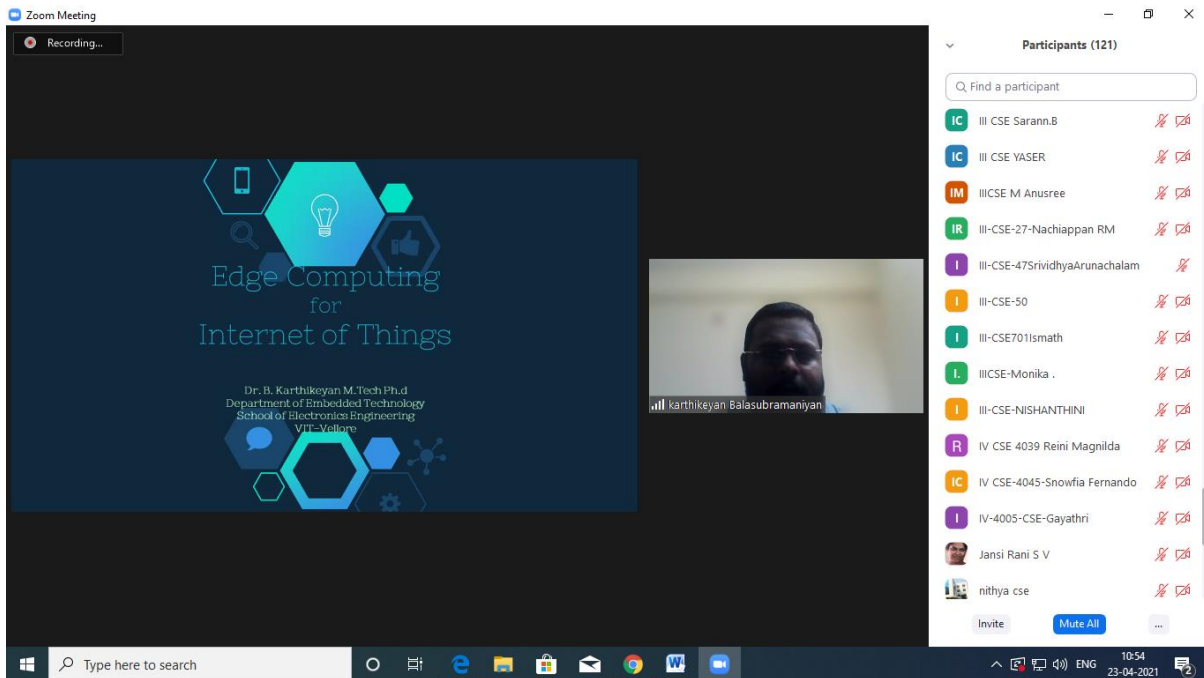 Zoom Meeting
Recording...
Edge Computing
for
Internet of Things
Dr. B. Karthikeyan M.Tech Ph.d
Department of Embedded Technology
School of Electronics Engineering
VIT-Vellore
karthikeyan Balasubramaniyan
Participants (121)
Find a participant
IC III CSE Sarann.B
IC III CSE YASER
IM IIICSE M Anusree
IR III-CSE-27-Nachiappan RM
I III-CSE-47SrividhyaArunachalam
I III-CSE-50
I III-CSE701Ismath
I. IIICSE-Monika .
I III-CSE-NISHANTHINI
R IV CSE 4039 Reini Magnilda
IC IV CSE-4045-Snowfia Fernando
I IV-4005-CSE-Gayathri
Jansi Rani S V
nithya cse
Invite Mute All ...
Type here to search
W
ENG
10:54
23-04-2021
2